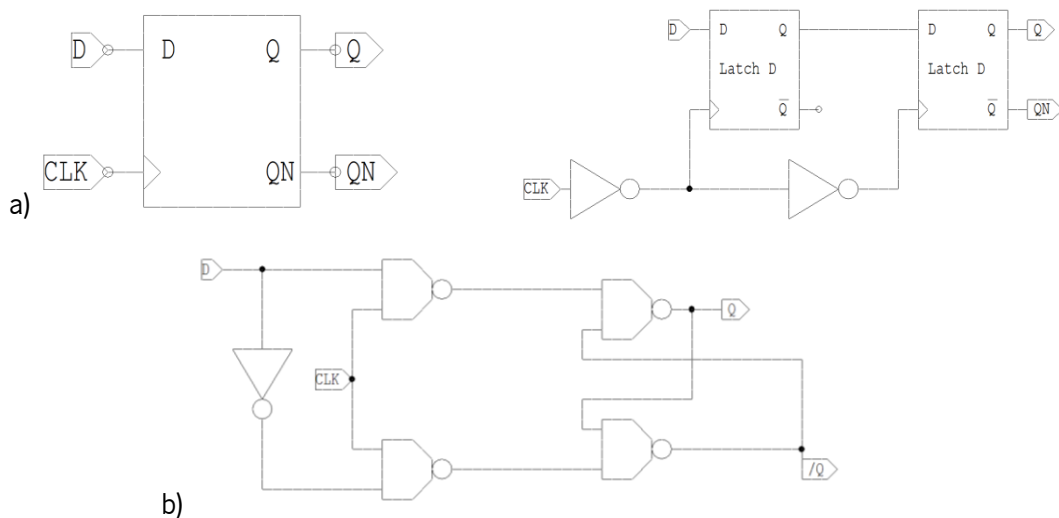 D D Q Q
CLK QN QN
a)
D D Q D Q Q
Latch D Latch D
Q Q QN
CLK
b)
D
Q
CLK
/Q